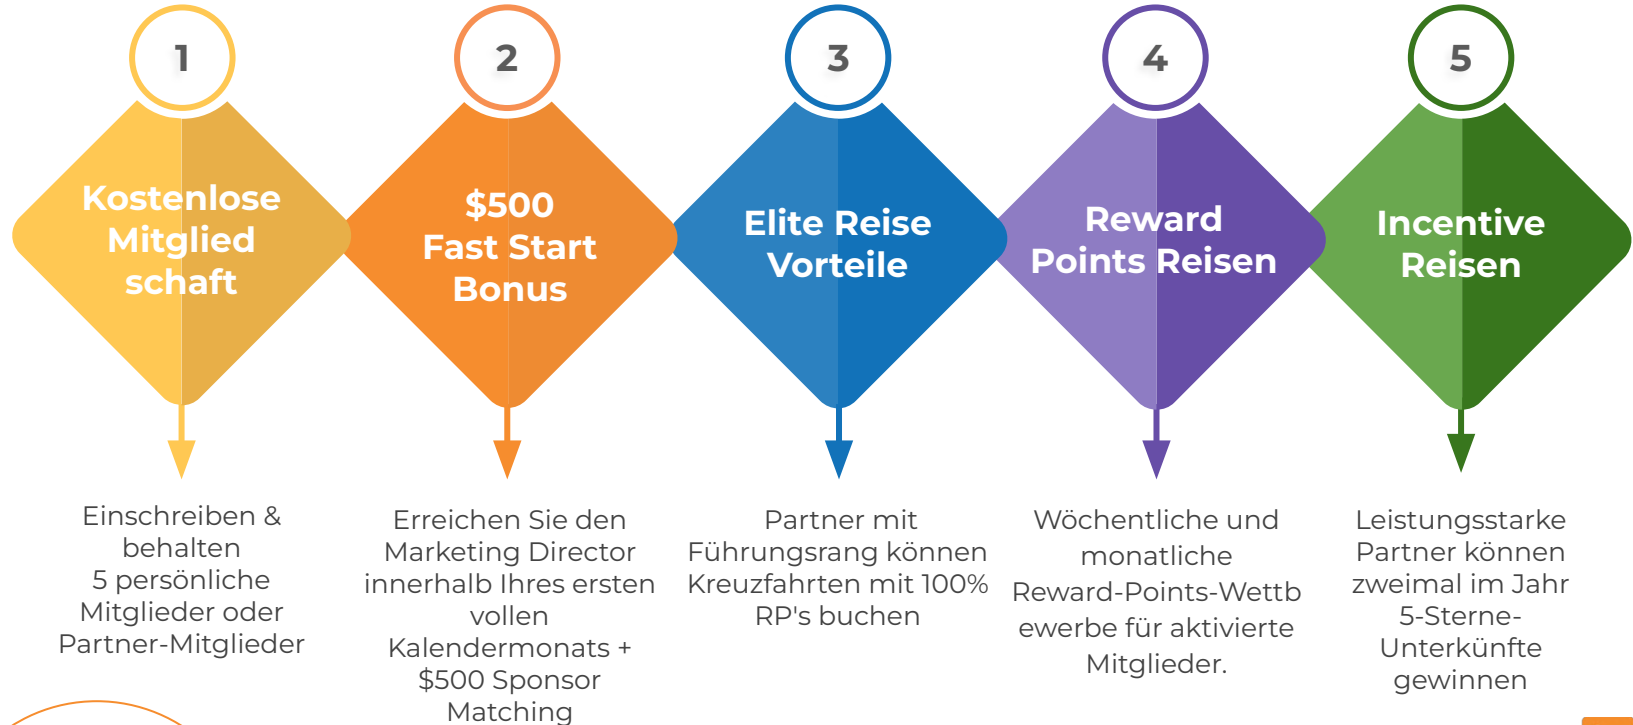 1
Kostenlose
Mitglied
schaft
Einschreiben &
behalten
5 persönliche
Mitglieder oder
Partner-Mitglieder
2
$500
Fast Start
Bonus
Erreichen Sie den
Marketing Director
innerhalb Ihres ersten
vollen
Kalendermonats +
$500 Sponsor
Matching
3
Elite Reise
Vorteile
Partner mit
Führungsrang können
Kreuzfahrten mit 100%
RP's buchen
4
Reward
Points Reisen
Wöchentliche und
monatliche
Reward-Points-Wettb
ewerbe für aktivierte
Mitglieder.
5
Incentive
Reisen
Leistungsstarke
Partner können
zweimal im Jahr
5-Sterne-
Unterkünfte
gewinnen